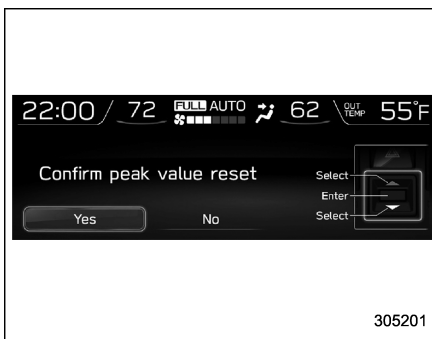 22:00 / 72 FULL AUTO 62 OUT TEMP 55°F
Confirm peak value reset
Select
Enter
Select
Yes No
305201